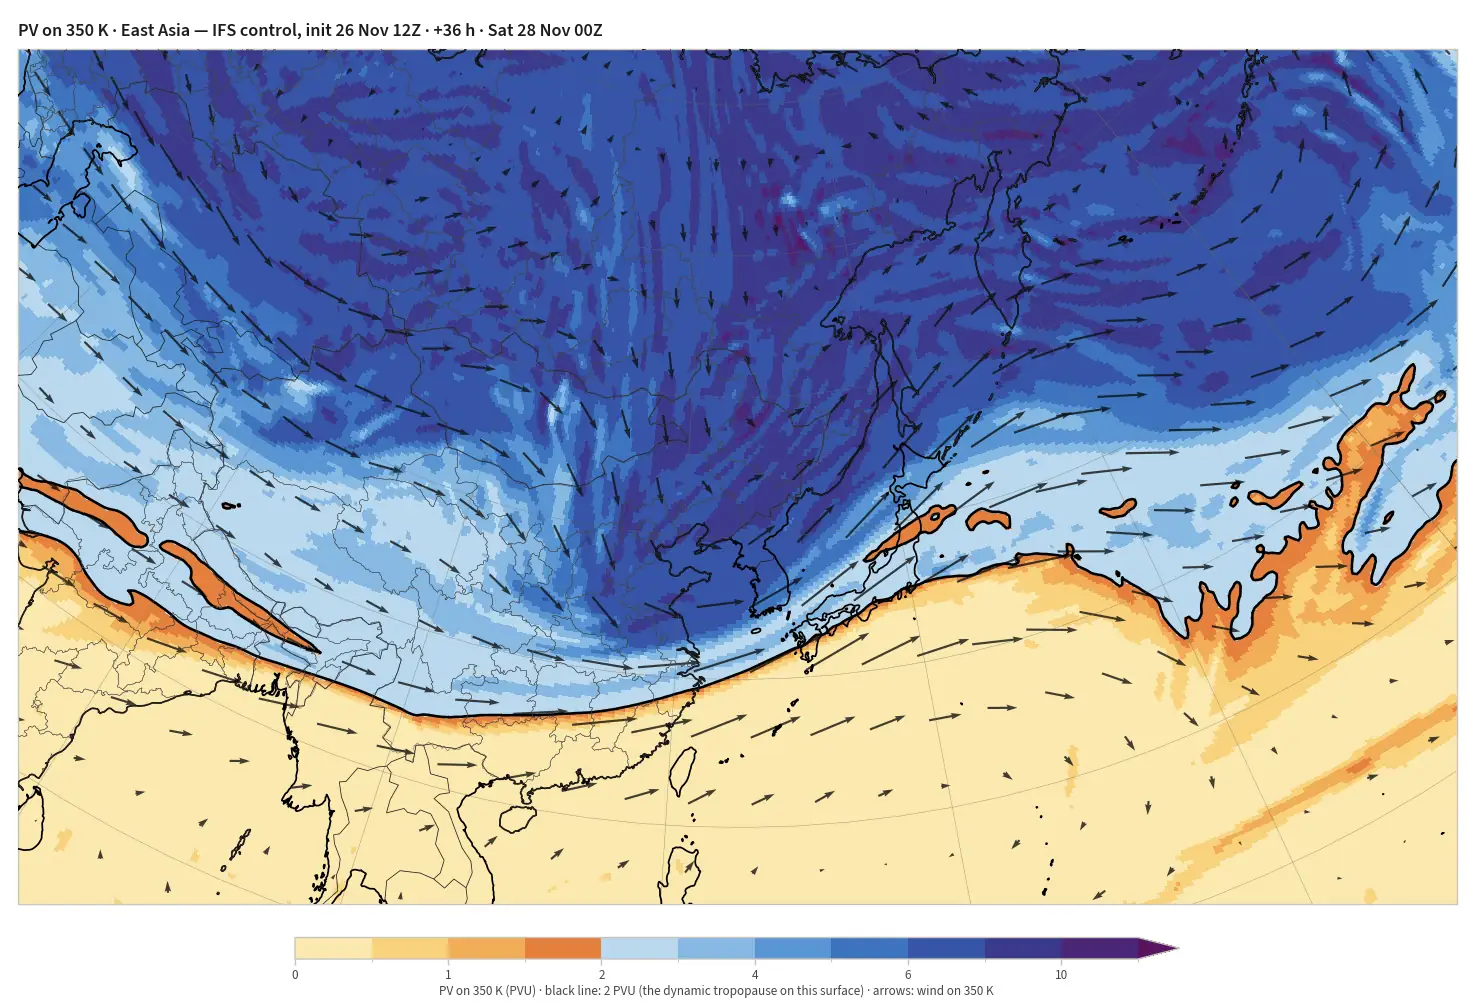 PV on 350 K · East Asia — IFS control, init 26 Nov 12Z · +36 h · Sat 28 Nov 00Z
0 1 2 4 6 10
PV on 350 K (PVU) · black line: 2 PVU (the dynamic tropopause on this surface) · arrows: wind on 350 K